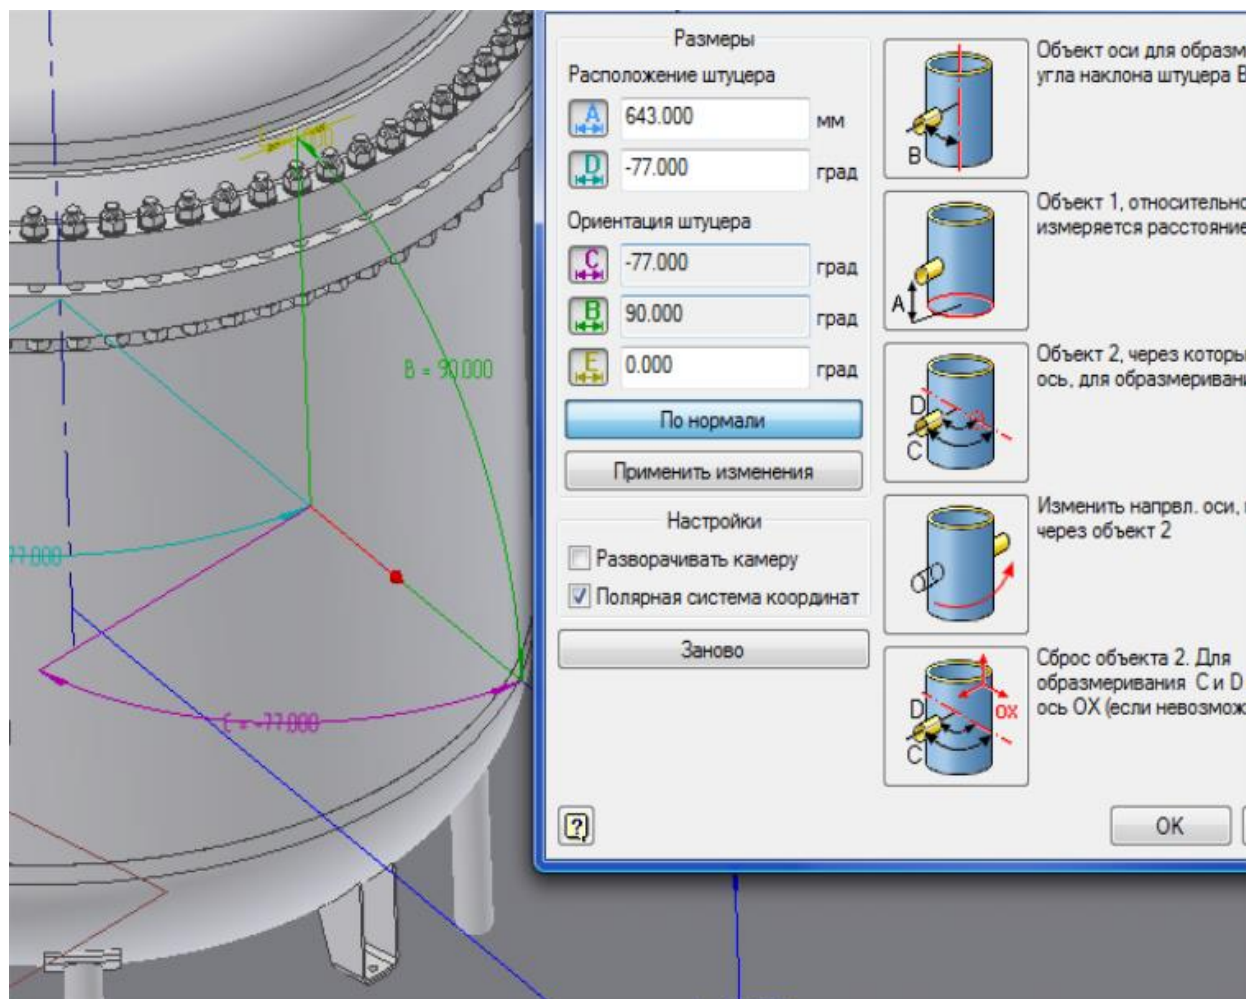 Размеры
Расположение штуцера
A
643.000
мм
D
-77.000
град
Ориентация штуцера
C
-77.000
град
B
90.000
град
E
0.000
град
По нормали
Применить изменения
Настройки
Разворачивать камеру
Полярная система координат
Заново
?
OK
Объект оси для образм
угла наклона штуцера В
B
Объект 1, относительно
измеряется расстояние
A
Объект 2, через которы
ось, для образмеривани
D
C
Изменить напрвл. оси,
через объект 2
Сброс объекта 2. Для
образмеривания С и D
ось ОХ (если невозмож
D
C
OX
B = 90.000
77.000
C = -77.000